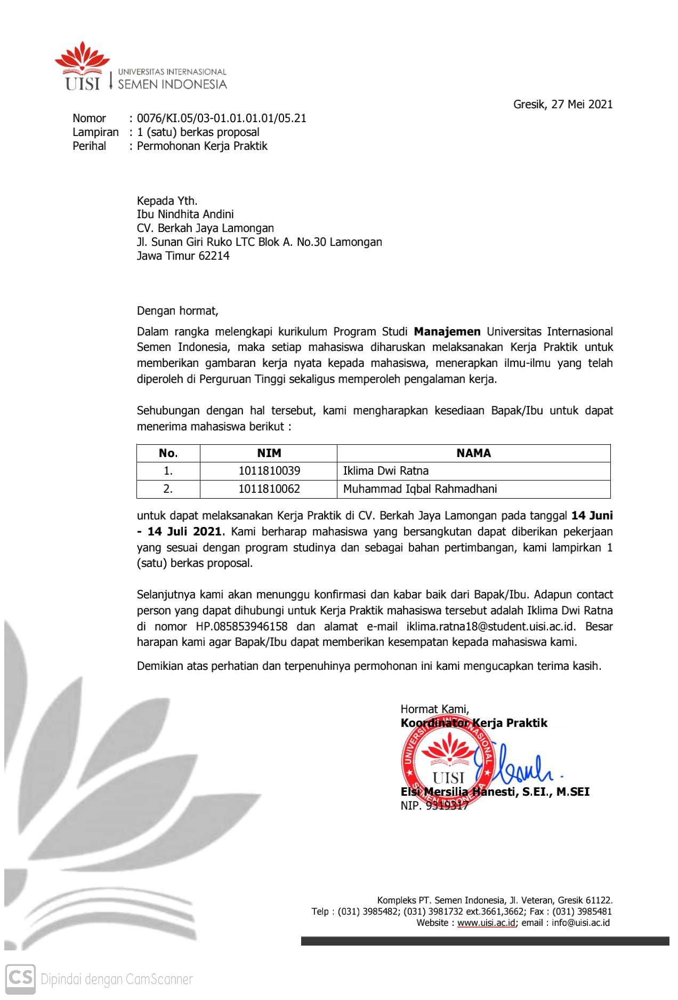 UISI
UNIVERSITAS INTERNASIONAL
SEMEN INDONESIA
Gresik, 27 Mei 2021
Nomor : 0076/KI.05/03-01.01.01.01/05.21
Lampiran : 1 (satu) berkas proposal
Perihal : Permohonan Kerja Praktik
Kepada Yth.
Ibu Nindhita Andini
CV. Berkah Jaya Lamongan
Jl. Sunan Giri Ruko LTC Blok A. No.30 Lamongan
Jawa Timur 62214
Dengan hormat,
Dalam rangka melengkapi kurikulum Program Studi Manajemen Universitas Internasional
Semen Indonesia, maka setiap mahasiswa diharuskan melaksanakan Kerja Praktik untuk
memberikan gambaran kerja nyata kepada mahasiswa, menerapkan ilmu-ilmu yang telah
diperoleh di Perguruan Tinggi sekaligus memperoleh pengalaman kerja.
Sehubungan dengan hal tersebut, kami mengharapkan kesediaan Bapak/Ibu untuk dapat
menerima mahasiswa berikut :
No. NIM NAMA
1. 1011810039 Iklima Dwi Ratna
2. 1011810062 Muhammad Iqbal Rahmadhani
untuk dapat melaksanakan Kerja Praktik di CV. Berkah Jaya Lamongan pada tanggal 14 Juni
- 14 Juli 2021. Kami berharap mahasiswa yang bersangkutan dapat diberikan pekerjaan
yang sesuai dengan program studinya dan sebagai bahan pertimbangan, kami lampirkan 1
(satu) berkas proposal.
Selanjutnya kami akan menunggu konfirmasi dan kabar baik dari Bapak/Ibu. Adapun contact
person yang dapat dihubungi untuk Kerja Praktik mahasiswa tersebut adalah Iklima Dwi Ratna
di nomor HP.085853946158 dan alamat e-mail iklima.ratna18@student.uisi.ac.id. Besar
harapan kami agar Bapak/Ibu dapat memberikan kesempatan kepada mahasiswa kami.
Demikian atas perhatian dan terpenuhinya permohonan ini kami mengucapkan terima kasih.
Hormat Kami,
Koordinator Kerja Praktik
UNIVERSITAS INTERNASIONAL
UISI
SEMEN INDONESIA
Elsi Mersilia Hanesti, S.EI., M.SEI
NIP. 9319317
Kompleks PT. Semen Indonesia, Jl. Veteran, Gresik 61122.
Telp : (031) 3985482; (031) 3981732 ext.3661,3662; Fax : (031) 3985481
Website : www.uisi.ac.id; email : info@uisi.ac.id
CS Dipindai dengan CamScanner